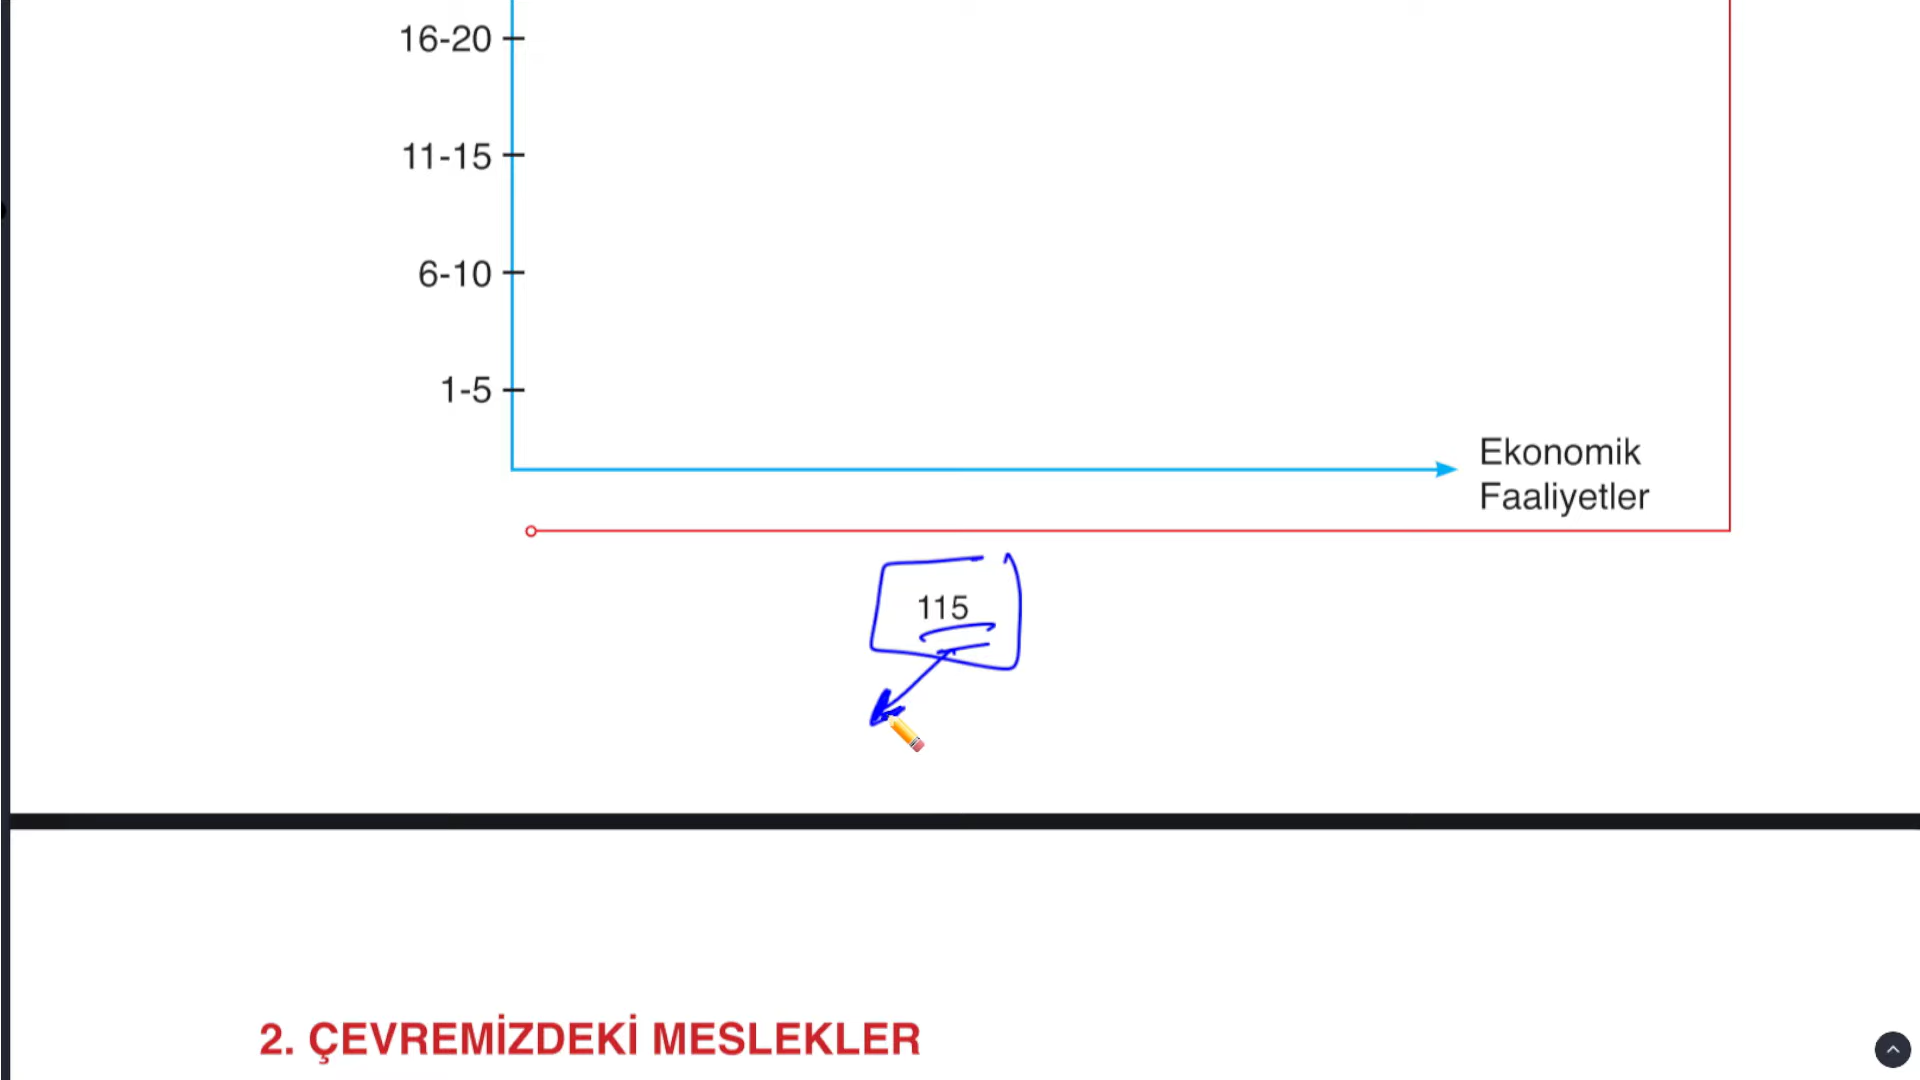 16-20
11-15
6-10
1-5
Ekonomik
Faaliyetler
115
2. ÇEVREMİZDEKİ MESLEKLER